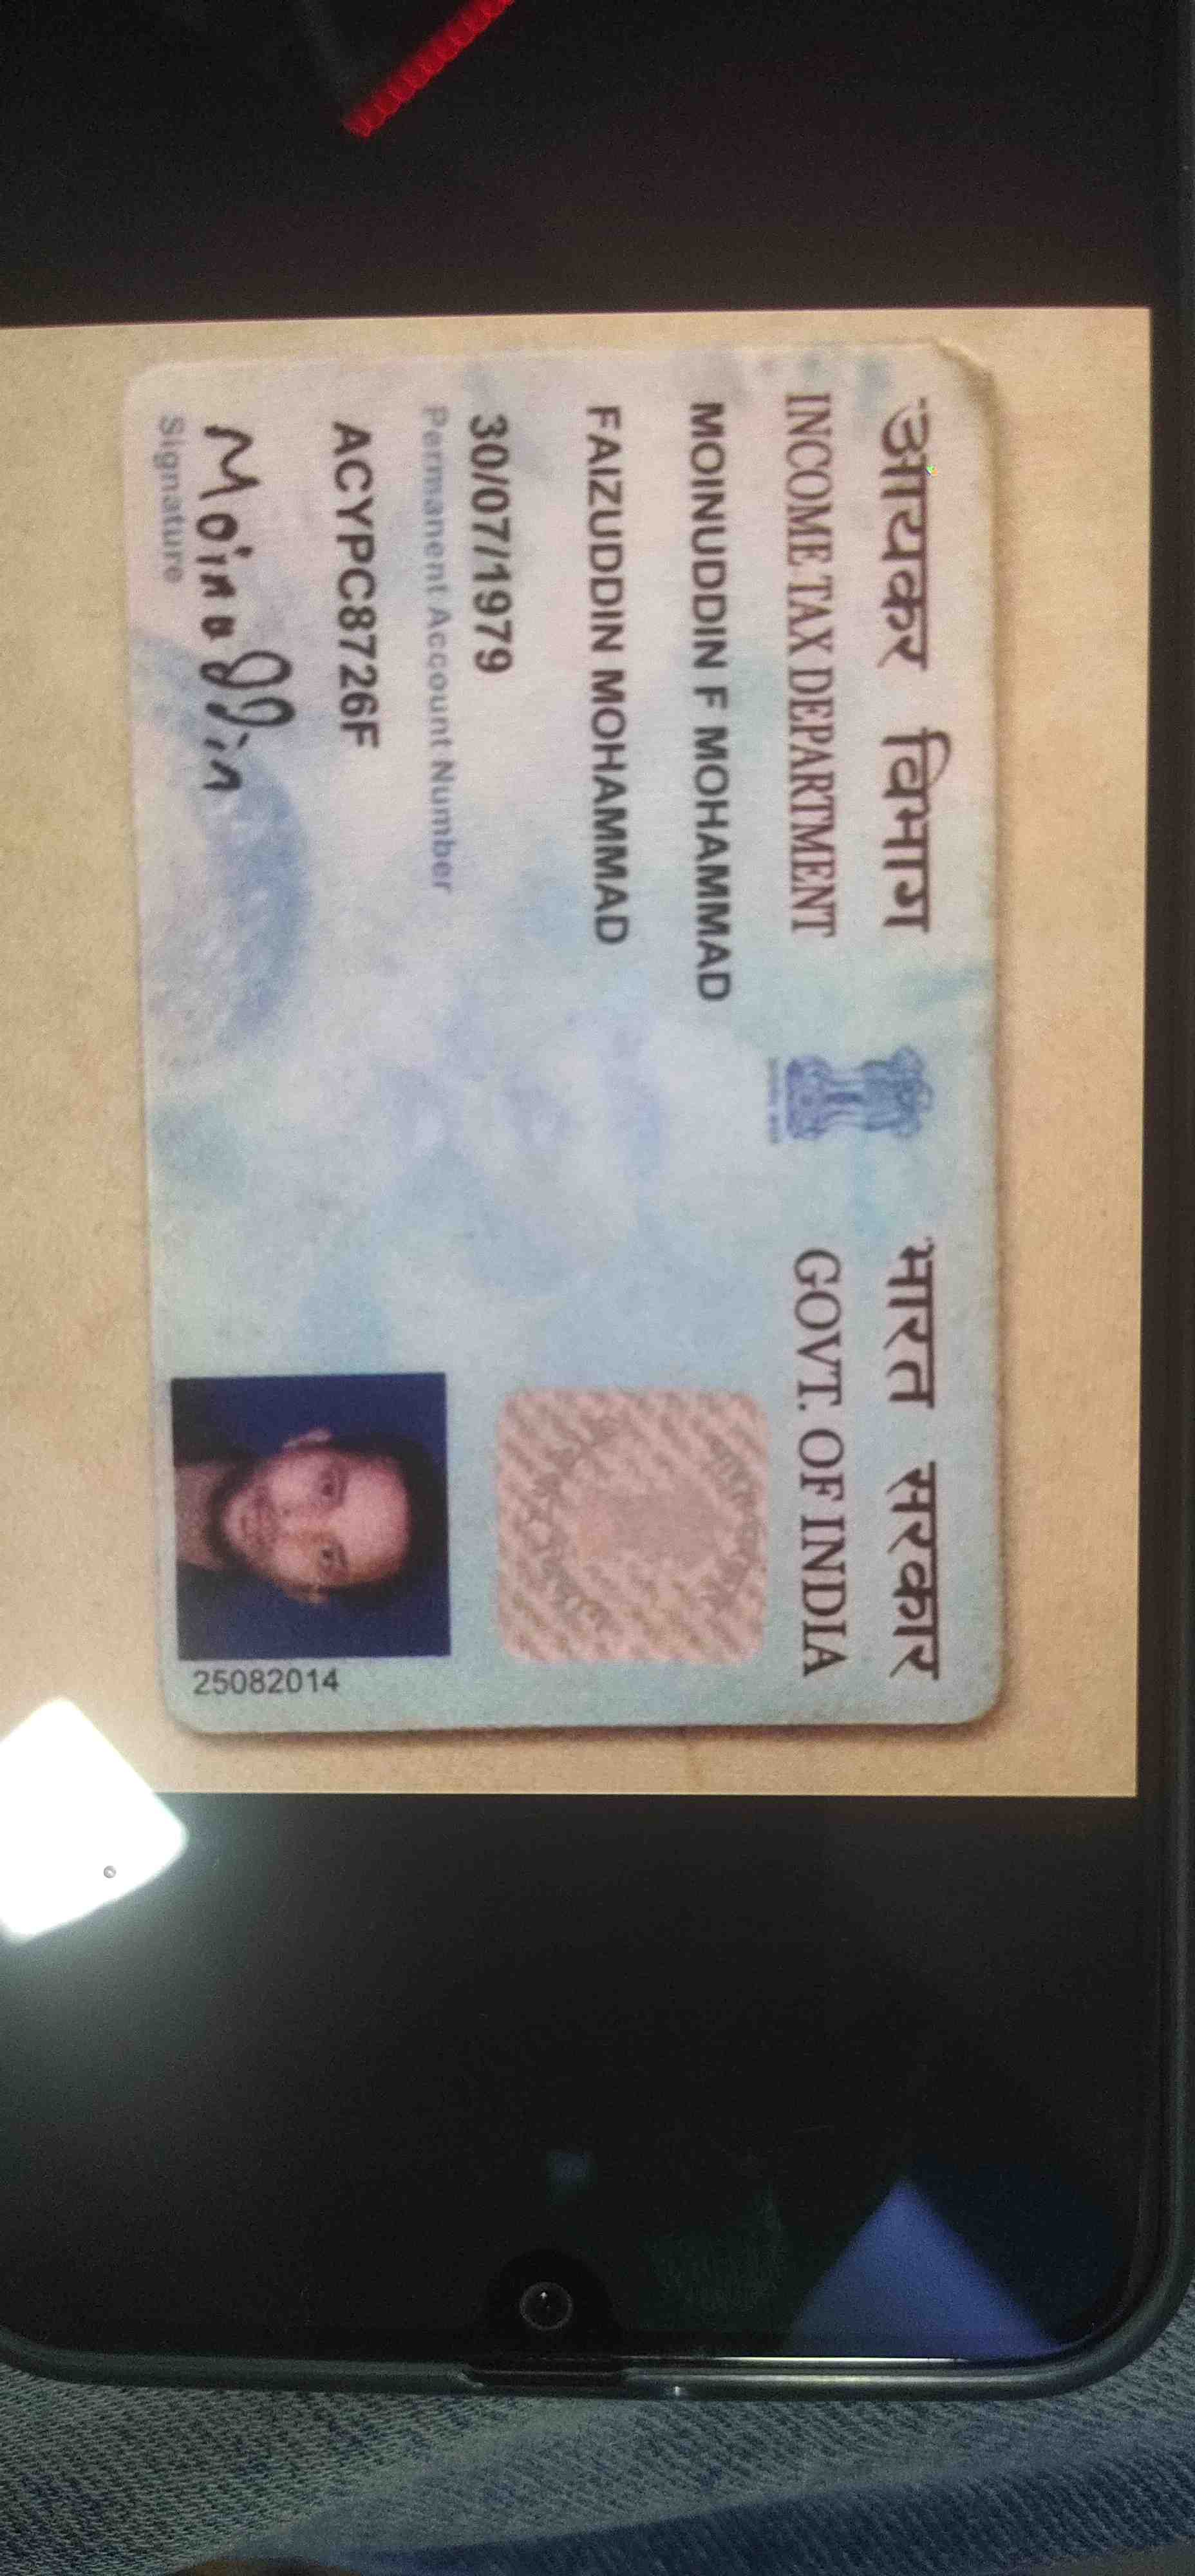 आयकर विभाग
INCOME TAX DEPARTMENT
भारत सरकार
GOVT. OF INDIA
MOINUDDIN F MOHAMMAD
FAIZUDDIN MOHAMMAD
30/07/1979
Permanent Account Number
ACYPC8726F
Moinuddin
Signature
25082014